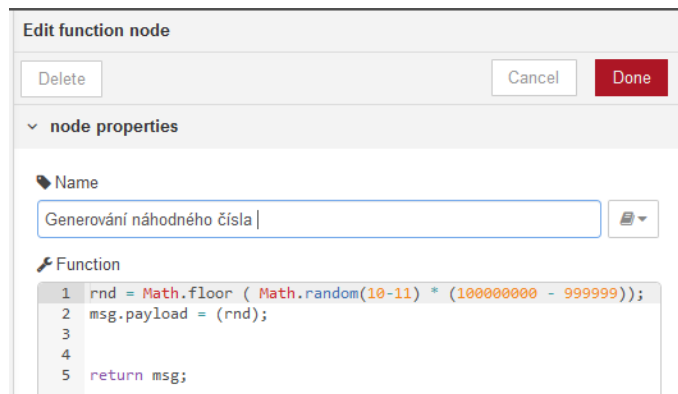 Edit function node
Delete Cancel Done
node properties
Name
Generování náhodného čísla
Function
1 rnd = Math.floor ( Math.random(10-11) * (100000000 - 999999));
2 msg.payload = (rnd);
3
4
5 return msg;